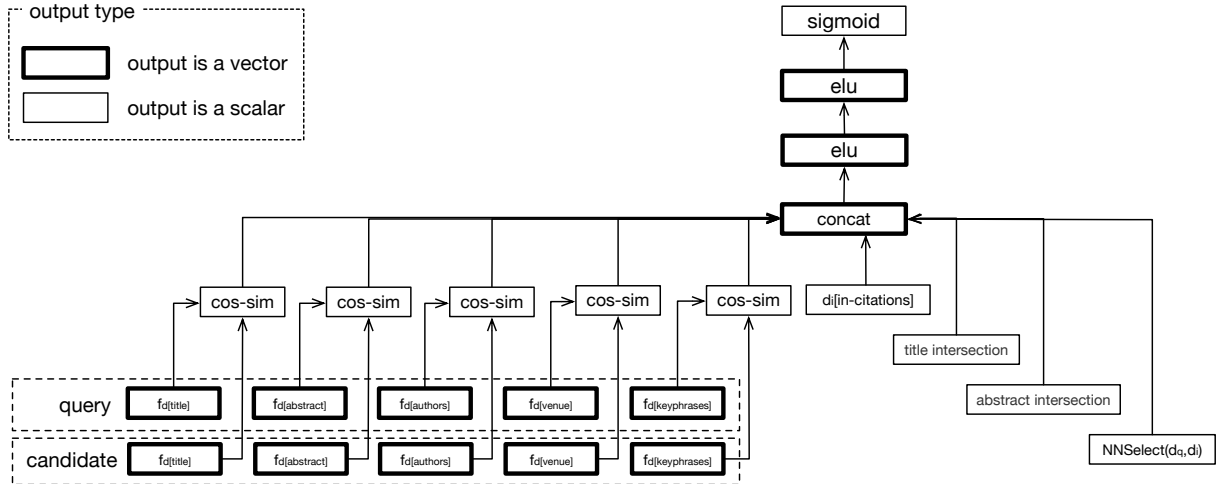 output type
output is a vector
output is a scalar
sigmoid
elu
elu
concat
cos-sim
cos-sim
cos-sim
cos-sim
cos-sim
di[in-citations]
title intersection
abstract intersection
NNSelect(dq,di)
query
fd[title]
fd[abstract]
fd[authors]
fd[venue]
fd[keyphrases]
candidate
fd[title]
fd[abstract]
fd[authors]
fd[venue]
fd[keyphrases]